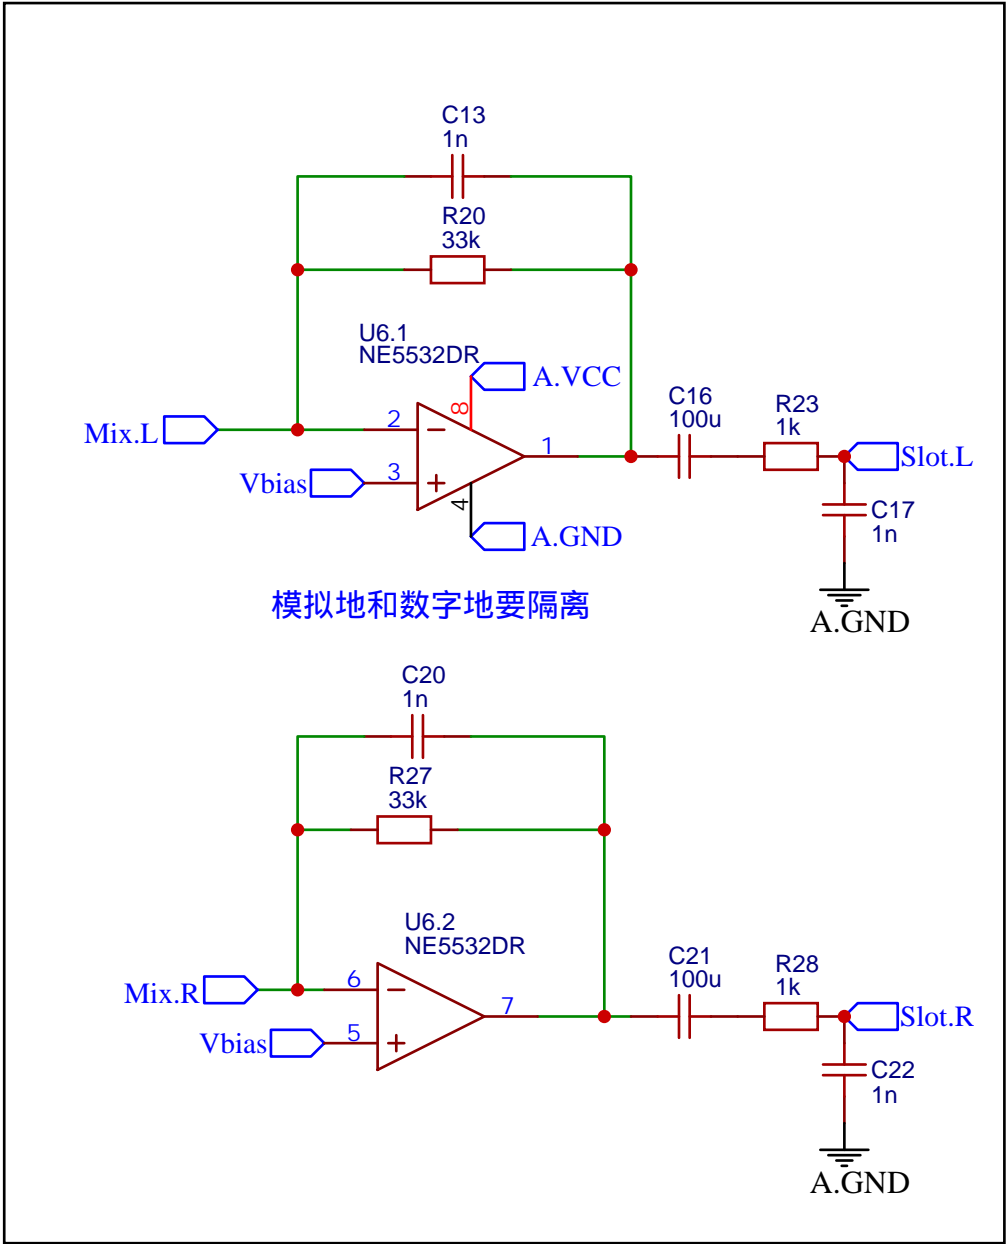 C13
1n
R20
33k
U6.1
NE5532DR
A.VCC
8
Mix.L
2
1
C16
100u
R23
1k
Slot.L
Vbias
3
4
A.GND
C17
1n
A.GND
模拟地和数字地要隔离
C20
1n
R27
33k
U6.2
NE5532DR
Mix.R
6
7
C21
100u
R28
1k
Slot.R
Vbias
5
C22
1n
A.GND